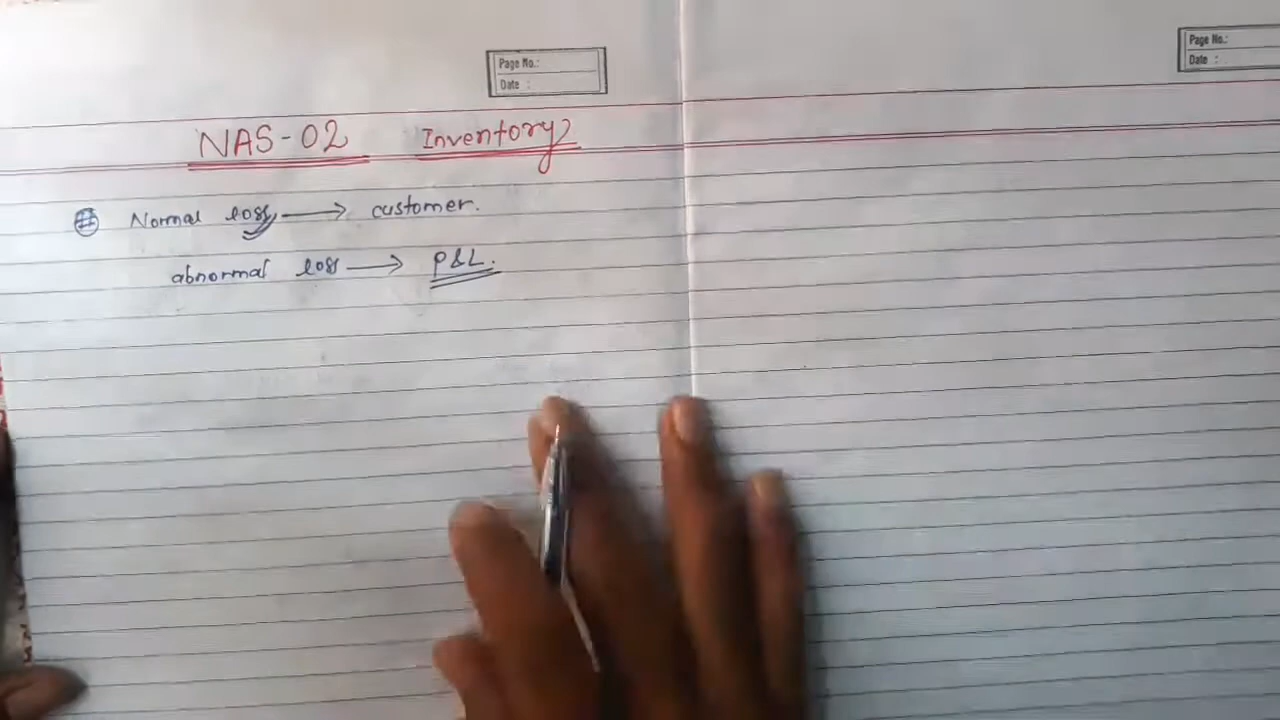 Page No.:
Date :
Page No.:
Date :
NAS-02 Inventory
# Normal loss → customer.
abnormal loss → P&L.